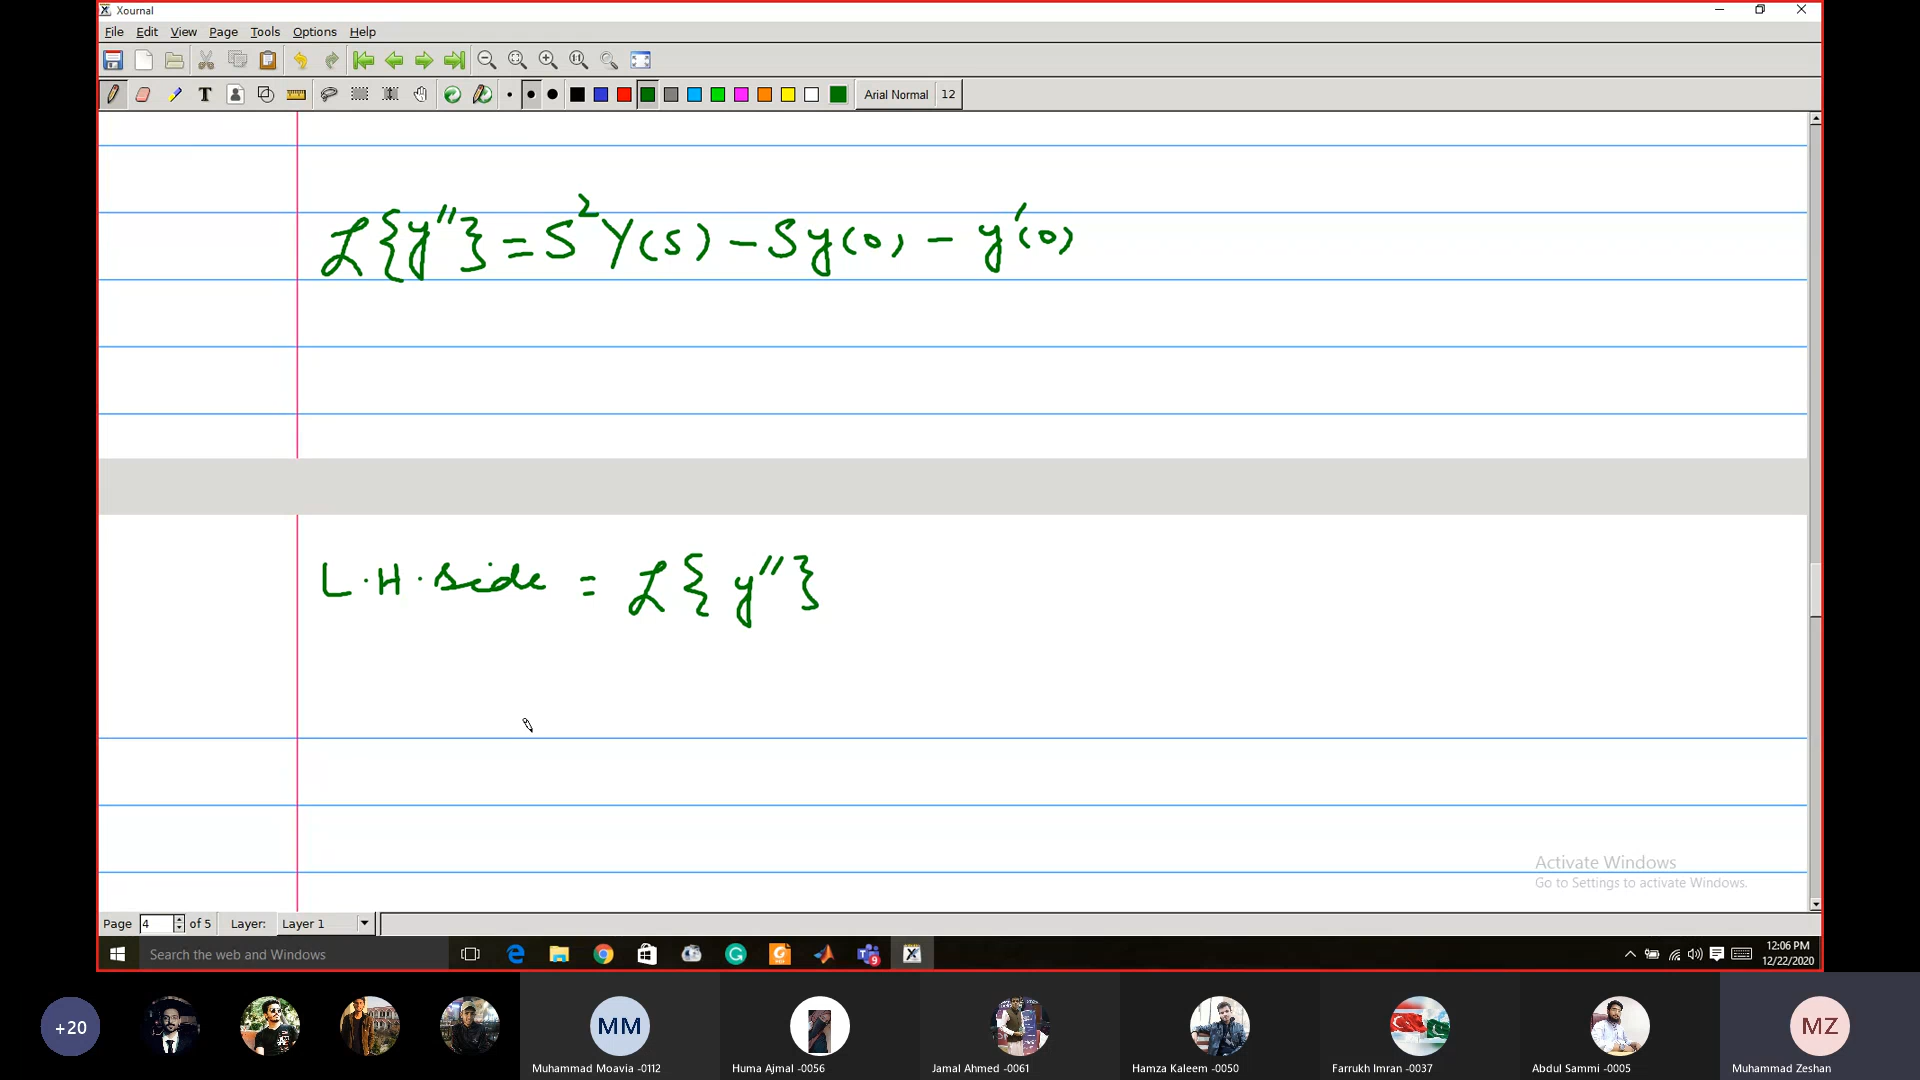 Xournal
File Edit View Page Tools Options Help
T Arial Normal 12
ℒ{y''} = S²Y(S) - Sy(0) - y'(0)
L.H.side = ℒ{y''}
Activate Windows
Go to Settings to activate Windows.
Page 4 of 5 Layer: Layer 1
Search the web and Windows
12:06 PM
12/22/2020
+20 MM MZ
Muhammad Moavia -0112 Huma Ajmal -0056 Jamal Ahmed -0061 Hamza Kaleem -0050 Farrukh Imran -0037 Abdul Sammi -0005 Muhammad Zeshan